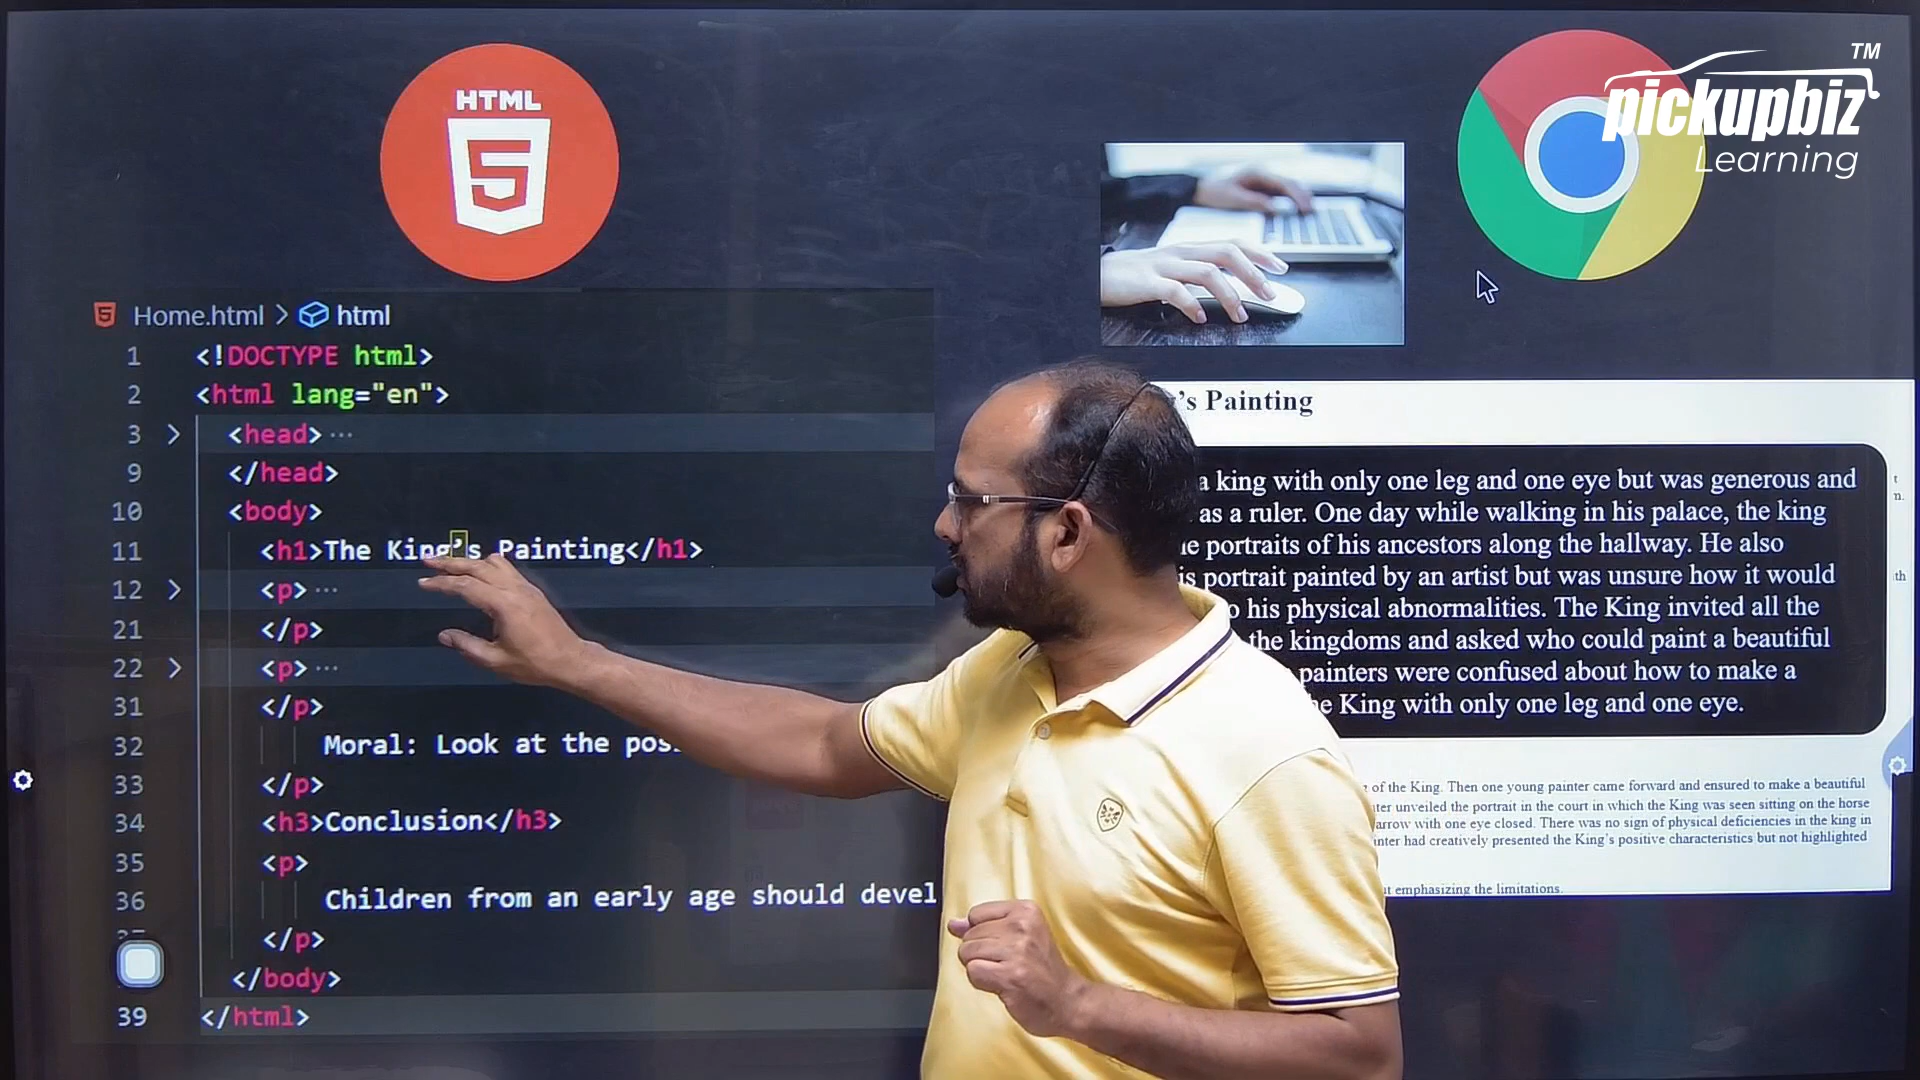 TM
pickupbiz
Learning
HTML
5
Home.html > html
1 <!DOCTYPE html>
2 <html lang="en">
3 > <head> ...
9 </head>
10 <body>
11 <h1>The King’s Painting</h1>
12 > <p> ...
21 </p>
22 > <p> ...
31 </p>
32 Moral: Look at the pos
33 </p>
34 <h3>Conclusion</h3>
35 <p>
36 Children from an early age should devel
</p>
</body>
39 </html>
’s Painting
a king with only one leg and one eye but was generous and
as a ruler. One day while walking in his palace, the king
portraits of his ancestors along the hallway. He also
portrait painted by an artist but was unsure how it would
his physical abnormalities. The King invited all the
the kingdoms and asked who could paint a beautiful
painters were confused about how to make a
King with only one leg and one eye.
of the King. Then one young painter came forward and ensured to make a beautiful
unveiled the portrait in the court in which the King was seen sitting on the horse
arrow with one eye closed. There was no sign of physical deficiencies in the king in
had creatively presented the King’s positive characteristics but not highlighted
emphasizing the limitations.